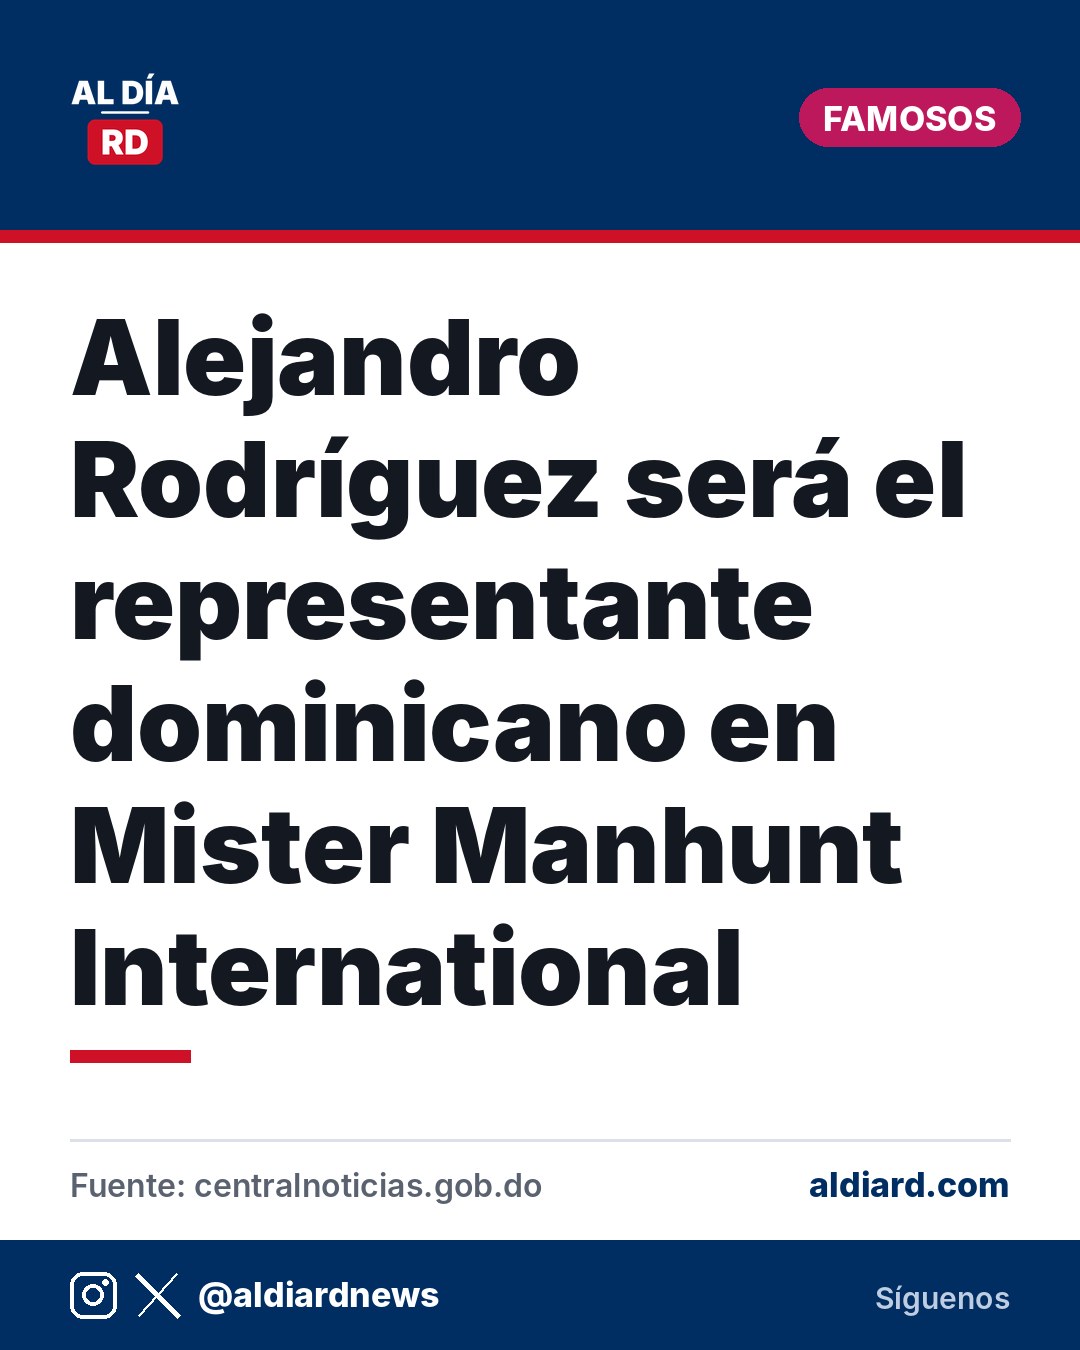 AL DÍA
RD
FAMOSOS
Alejandro
Rodríguez será el
representante
dominicano en
Mister Manhunt
International
Fuente: centralnoticias.gob.do
aldiard.com
@aldiardnews
Síguenos